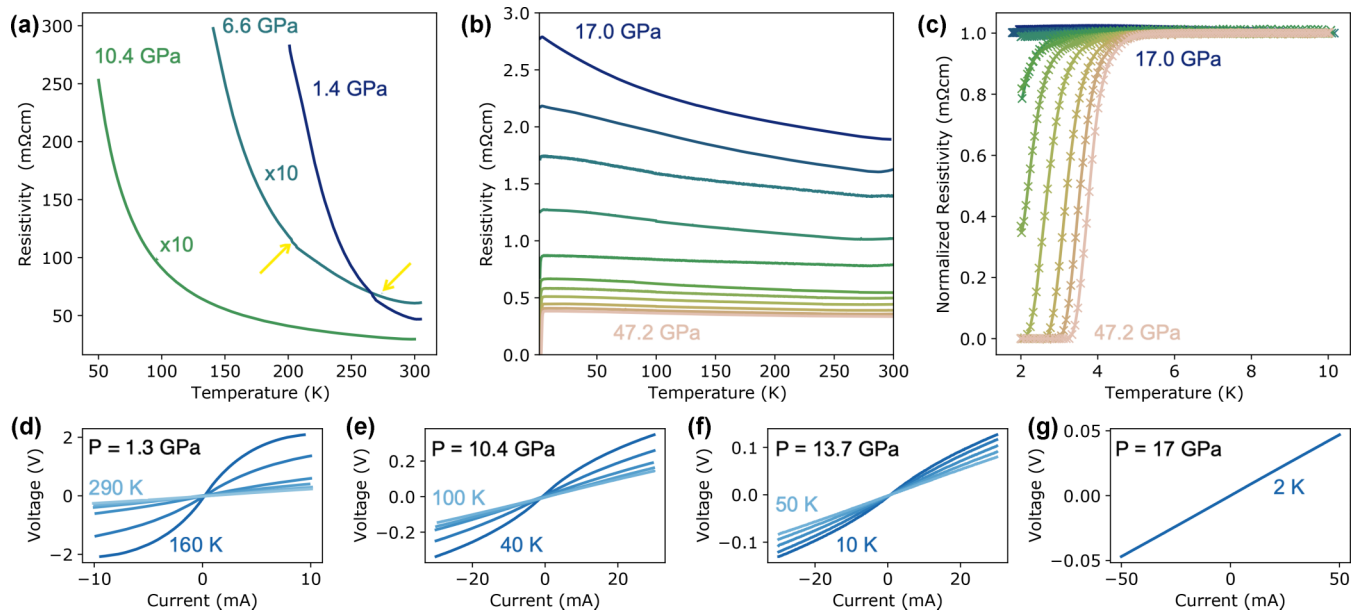 (a)
300
250
200
150
100
50
Resistivity (mΩcm)
10.4 GPa
6.6 GPa
1.4 GPa
x10
x10
50 100 150 200 250 300
Temperature (K)
(b)
3.0
2.5
2.0
1.5
1.0
0.5
0.0
Resistivity (mΩcm)
17.0 GPa
47.2 GPa
50 100 150 200 250 300
Temperature (K)
(c)
1.0
0.8
0.6
0.4
0.2
0.0
Normalized Resistivity (mΩcm)
17.0 GPa
47.2 GPa
2 4 6 8 10
Temperature (K)
(d)
P = 1.3 GPa
2
0
−2
Voltage (V)
290 K
160 K
−10 0 10
Current (mA)
(e)
P = 10.4 GPa
0.2
0.0
−0.2
Voltage (V)
100 K
40 K
−20 0 20
Current (mA)
(f)
P = 13.7 GPa
0.1
0.0
−0.1
Voltage (V)
50 K
10 K
−20 0 20
Current (mA)
(g)
P = 17 GPa
0.05
0.00
−0.05
Voltage (V)
2 K
−50 0 50
Current (mA)